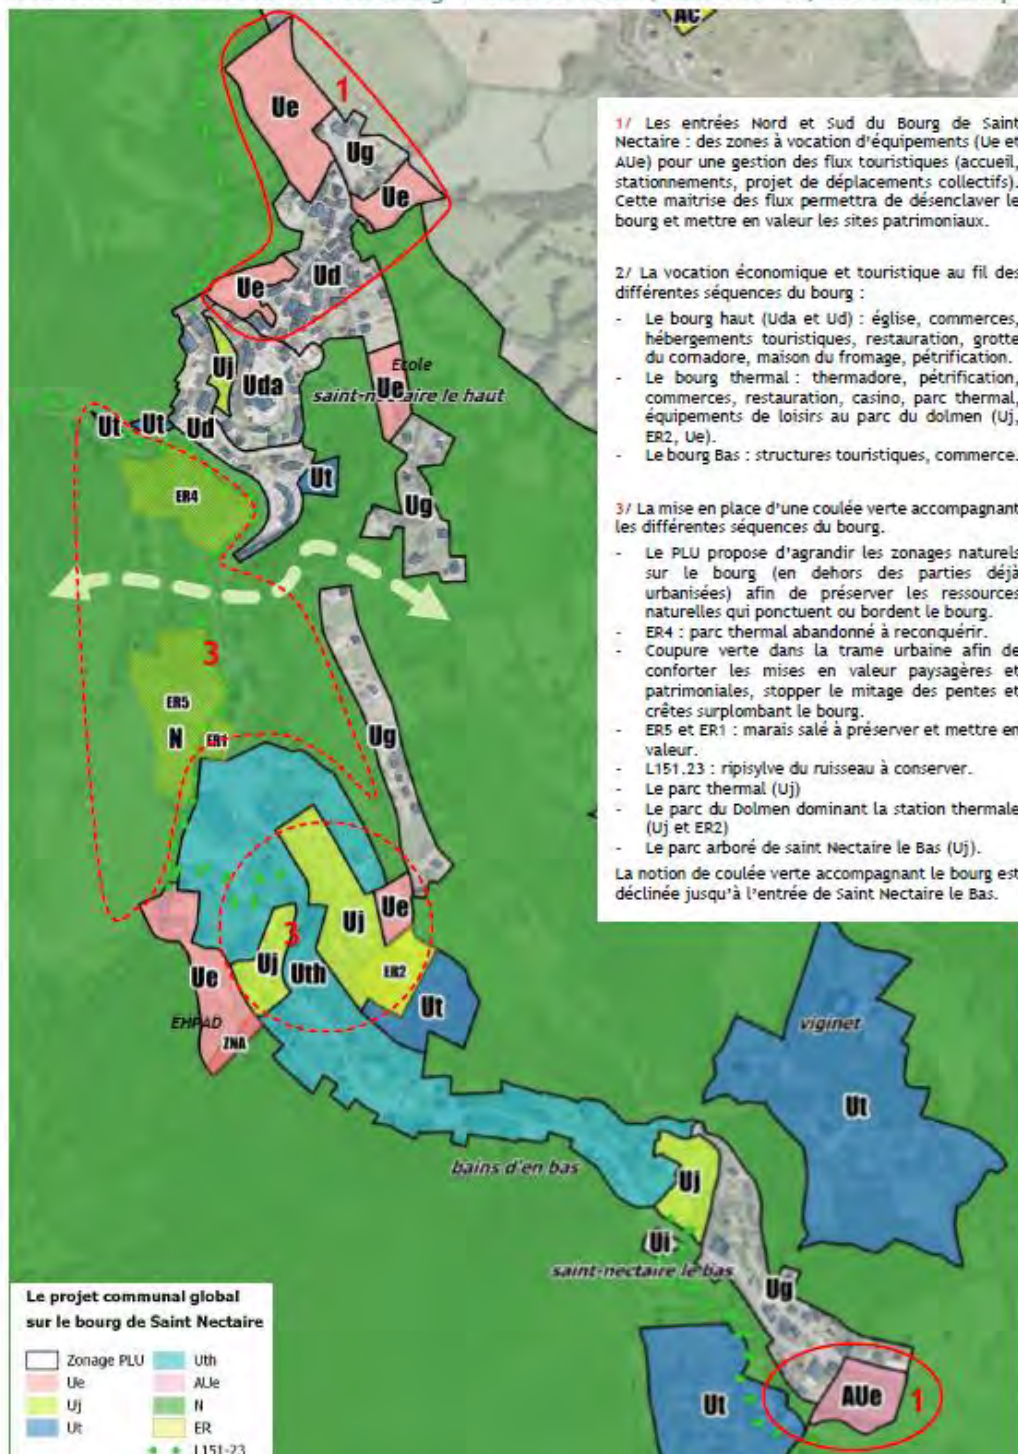 AC
Ue
1
Ug
Ue
Ud
Ue
Uj
Uda
Ecole
Ue
saint-nectaire le haut
Ut
Ut
Ud
Ut
ER4
Ug
3
ER5
N
ER1
Ug
Uj
Ue
3
Uj
Uth
ER2
Ue
Ut
EHPAD
ZNA
viginet
Ut
bains d'en bas
Uj
Ui
saint-nectaire le bas
Ug
Ut
AUe
1
1/ Les entrées Nord et Sud du Bourg de Saint
Nectaire : des zones à vocation d'équipements (Ue et
AUe) pour une gestion des flux touristiques (accueil,
stationnements, projet de déplacements collectifs).
Cette maitrise des flux permettra de désenclaver le
bourg et mettre en valeur les sites patrimoniaux.
2/ La vocation économique et touristique au fil des
différentes séquences du bourg :
- Le bourg haut (Uda et Ud) : église, commerces,
hébergements touristiques, restauration, grotte
du cornadore, maison du fromage, pétrification.
- Le bourg thermal : thermadore, pétrification,
commerces, restauration, casino, parc thermal,
équipements de loisirs au parc du dolmen (Uj,
ER2, Ue).
- Le bourg Bas : structures touristiques, commerce.
3/ La mise en place d'une coulée verte accompagnant
les différentes séquences du bourg.
- Le PLU propose d'agrandir les zonages naturels
sur le bourg (en dehors des parties déjà
urbanisées) afin de préserver les ressources
naturelles qui ponctuent ou bordent le bourg.
- ER4 : parc thermal abandonné à reconquérir.
- Coupure verte dans la trame urbaine afin de
conforter les mises en valeur paysagères et
patrimoniales, stopper le mitage des pentes et
crêtes surplombant le bourg.
- ER5 et ER1 : marais salé à préserver et mettre en
valeur.
- L151.23 : ripisylve du ruisseau à conserver.
- Le parc thermal (Uj)
- Le parc du Dolmen dominant la station thermale
(Uj et ER2)
- Le parc arboré de saint Nectaire le Bas (Uj).
La notion de coulée verte accompagnant le bourg est
déclinée jusqu'à l'entrée de Saint Nectaire le Bas.
Le projet communal global
sur le bourg de Saint Nectaire
Zonage PLU
Uth
Ue
AUe
Uj
N
Ut
ER
L151-23